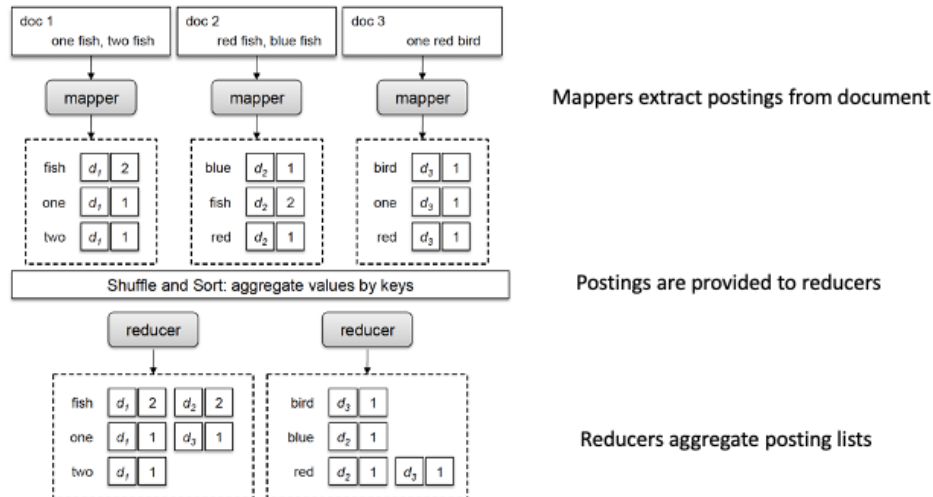 doc 1
one fish, two fish
doc 2
red fish, blue fish
doc 3
one red bird
mapper
mapper
mapper
Mappers extract postings from document
fish d1 2
one d1 1
two d1 1
blue d2 1
fish d2 2
red d2 1
bird d3 1
one d3 1
red d3 1
Shuffle and Sort: aggregate values by keys
Postings are provided to reducers
reducer
reducer
fish d1 2 d2 2
one d1 1 d3 1
two d1 1
bird d3 1
blue d2 1
red d2 1 d3 1
Reducers aggregate posting lists